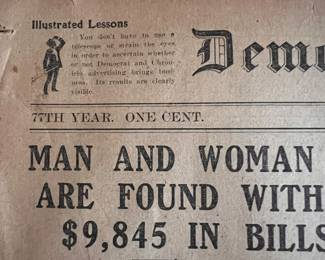 Illustrated Lessons
You don't have to use a
telescope or strain the eyes
in order to ascertain whether
or not Democrat and Chron-
icle advertising brings busi-
ness. Its results are clearly
visible.
Demo
77TH YEAR. ONE CENT.
MAN AND WOMAN
ARE FOUND WITH
$9,845 IN BILLS